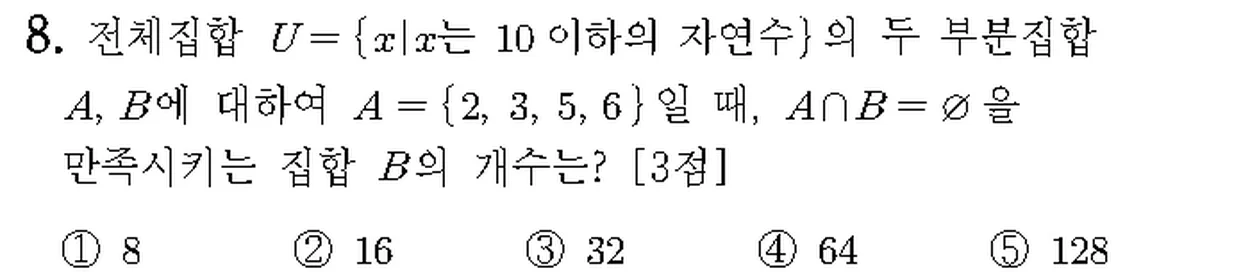 8. 전체집합 U={x|x는 10 이하의 자연수}의 두 부분집합
A, B에 대하여 A={2, 3, 5, 6}일 때, A∩B=∅을
만족시키는 집합 B의 개수는? [3점]
① 8 ② 16 ③ 32 ④ 64 ⑤ 128